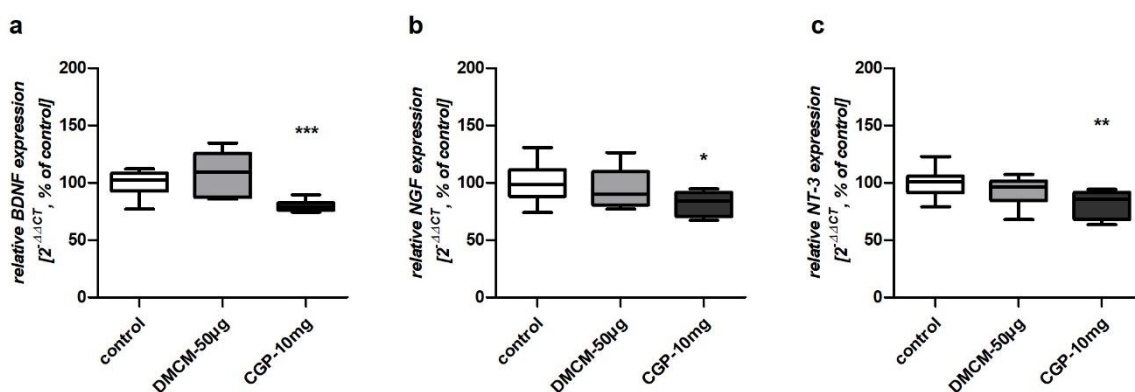 a
relative BDNF expression
[2-ΔΔCT, % of control]
200
150
100
50
0
***
control
DMCM-50µg
CGP-10mg
b
relative NGF expression
[2-ΔΔCT, % of control]
200
150
100
50
0
*
control
DMCM-50µg
CGP-10mg
c
relative NT-3 expression
[2-ΔΔCT, % of control]
200
150
100
50
0
**
control
DMCM-50µg
CGP-10mg